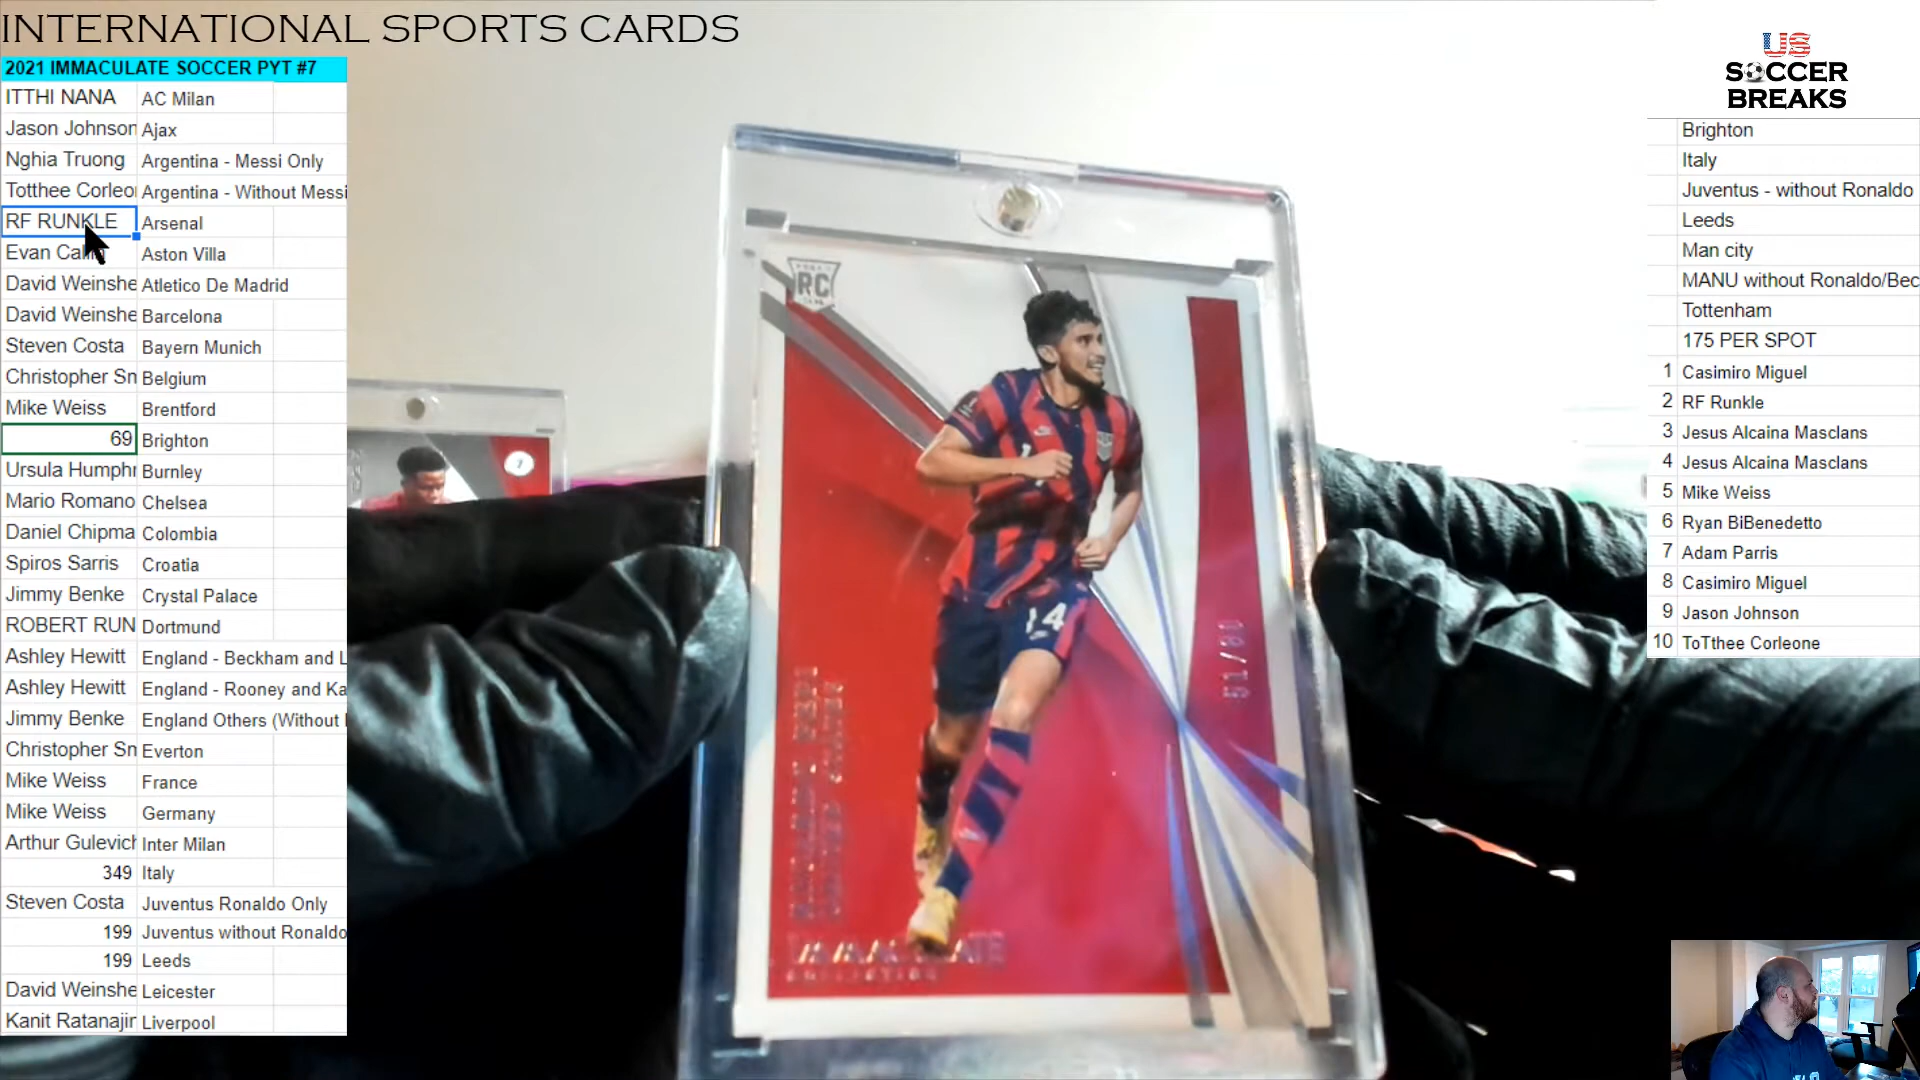 INTERNATIONAL SPORTS CARDS
2021 IMMACULATE SOCCER PYT #7
ITTHI NANA AC Milan
Jason Johnson Ajax
Nghia Truong Argentina - Messi Only
Totthee Corleo Argentina - Without Messi
RF RUNKLE Arsenal
Evan Aston Villa
David Weinshe Atletico De Madrid
David Weinshe Barcelona
Steven Costa Bayern Munich
Christopher Sn Belgium
Mike Weiss Brentford
69 Brighton
Ursula Humphr Burnley
Mario Romano Chelsea
Daniel Chipma Colombia
Spiros Sarris Croatia
Jimmy Benke Crystal Palace
ROBERT RUN Dortmund
Ashley Hewitt England - Beckham and L
Ashley Hewitt England - Rooney and Ka
Jimmy Benke England Others (Without
Christopher Sn Everton
Mike Weiss France
Mike Weiss Germany
Arthur Gulevich Inter Milan
349 Italy
Steven Costa Juventus Ronaldo Only
199 Juventus without Ronaldo
199 Leeds
David Weinshe Leicester
Kanit Ratanajir Liverpool
RC
14
IMMACULATE
COLLECTION
7
US
SOCCER
BREAKS
Brighton
Italy
Juventus - without Ronaldo
Leeds
Man city
MANU without Ronaldo/Bec
Tottenham
175 PER SPOT
1 Casimiro Miguel
2 RF Runkle
3 Jesus Alcaina Masclans
4 Jesus Alcaina Masclans
5 Mike Weiss
6 Ryan BiBenedetto
7 Adam Parris
8 Casimiro Miguel
9 Jason Johnson
10 ToTthee Corleone